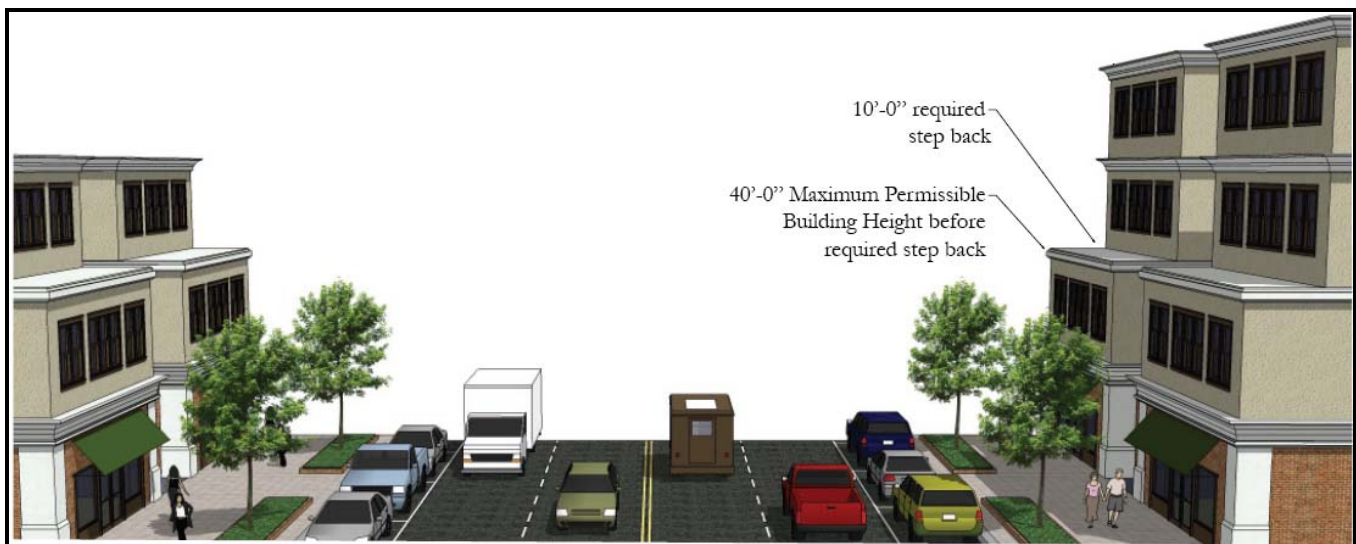 10’-0” required
step back
40’-0” Maximum Permissible
Building Height before
required step back